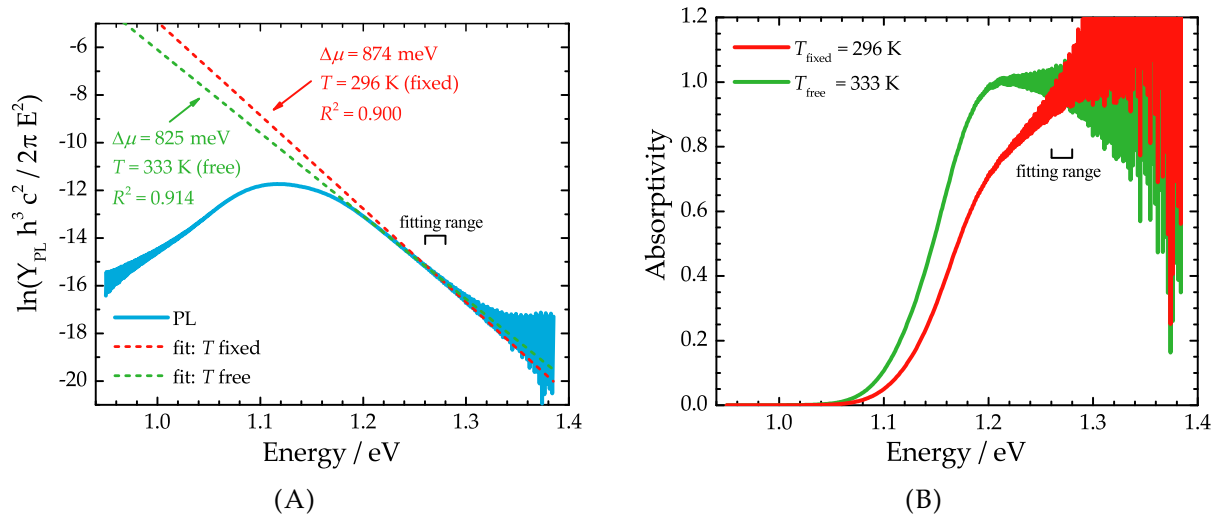 -6
-8
-10
-12
-14
-16
-18
-20
ln(Y_PL h³ c² / 2π E²)
Δμ = 874 meV
T = 296 K (fixed)
R² = 0.900
Δμ = 825 meV
T = 333 K (free)
R² = 0.914
fitting range
PL
fit: T fixed
fit: T free
1.0 1.1 1.2 1.3 1.4
Energy / eV
(A)
1.2
1.0
0.8
0.6
0.4
0.2
0.0
Absorptivity
T_fixed = 296 K
T_free = 333 K
fitting range
1.0 1.1 1.2 1.3 1.4
Energy / eV
(B)